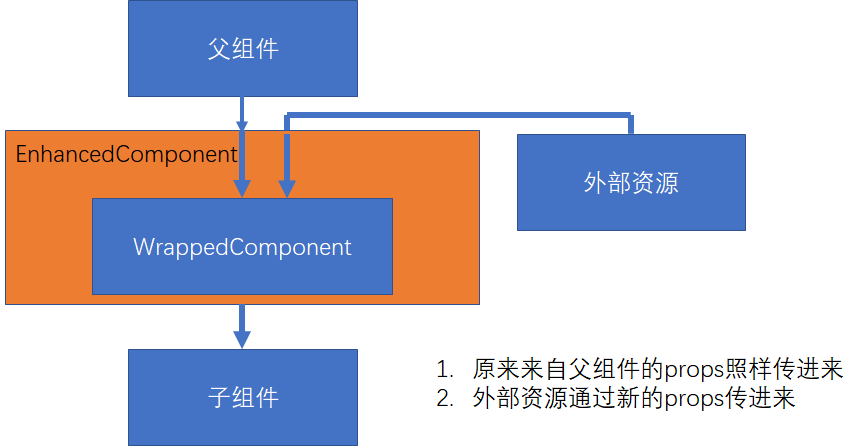 父组件
EnhancedComponent
外部资源
WrappedComponent
子组件
1. 原来来自父组件的props照样传进来
2. 外部资源通过新的props传进来